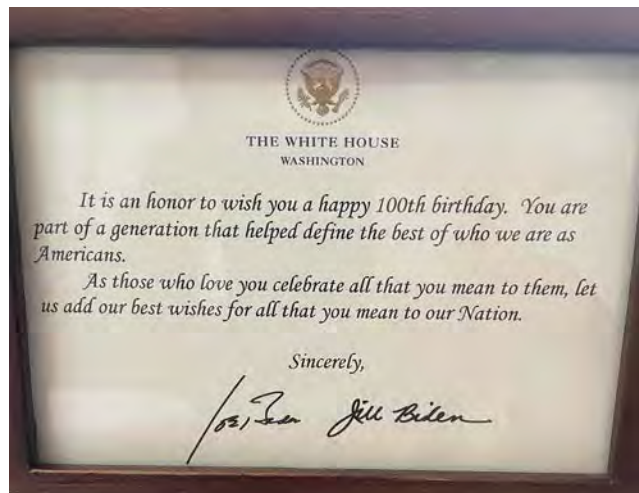 THE WHITE HOUSE
WASHINGTON
It is an honor to wish you a happy 100th birthday. You are
part of a generation that helped define the best of who we are as
Americans.
As those who love you celebrate all that you mean to them, let
us add our best wishes for all that you mean to our Nation.
Sincerely,
Joe Biden Jill Biden